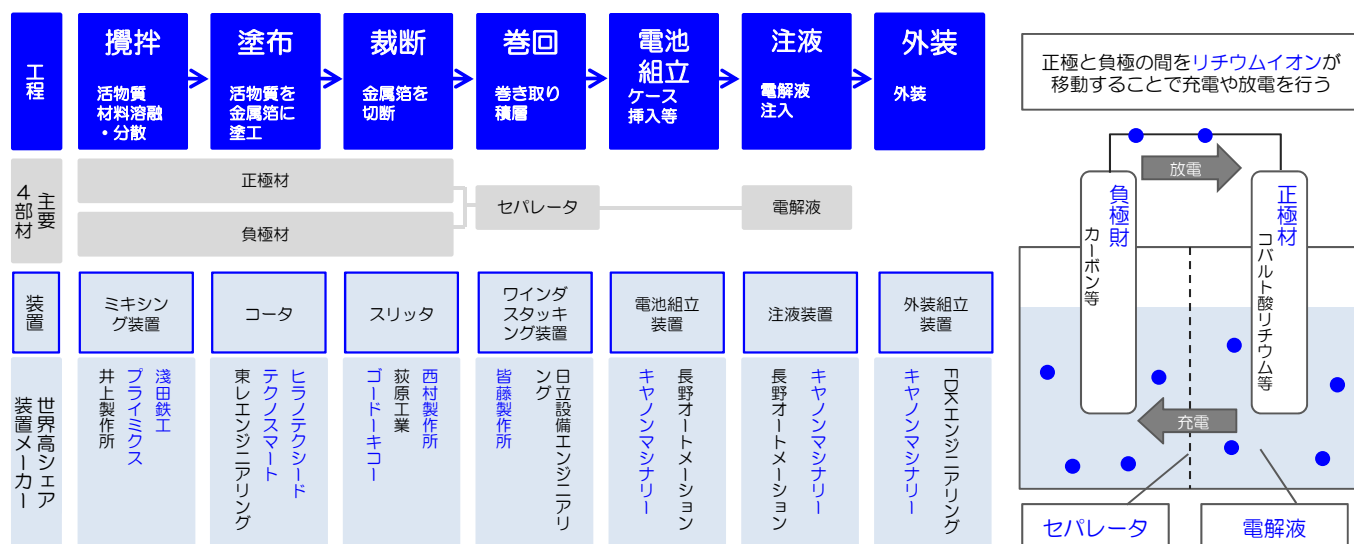 工程
攪拌
活物質
材料溶融
・分散
塗布
活物質を
金属箔に
塗工
裁断
金属箔を
切断
巻回
巻き取り
積層
電池
組立
ケース
挿入等
注液
電解液
注入
外装
外装
主要
4部材
正極材
負極材
セパレータ
電解液
装置
ミキシン
グ装置
コータ
スリッタ
ワインダ
スタッキ
ング装置
電池組立
装置
注液装置
外装組立
装置
世界高シェア
装置メーカー
淺田鉄工
プライミクス
井上製作所
ヒラノテクシード
テクノスマート
東レエンジニアリング
西村製作所
荻原工業
ゴードーキコー
日立設備エンジニアリ
ング
皆藤製作所
長野オートメーション
キヤノンマシナリー
キヤノンマシナリー
長野オートメーション
FDKエンジニアリング
キヤノンマシナリー
正極と負極の間をリチウムイオンが
移動することで充電や放電を行う
放電
負極財
カーボン等
正極材
コバルト酸リチウム等
充電
セパレータ
電解液